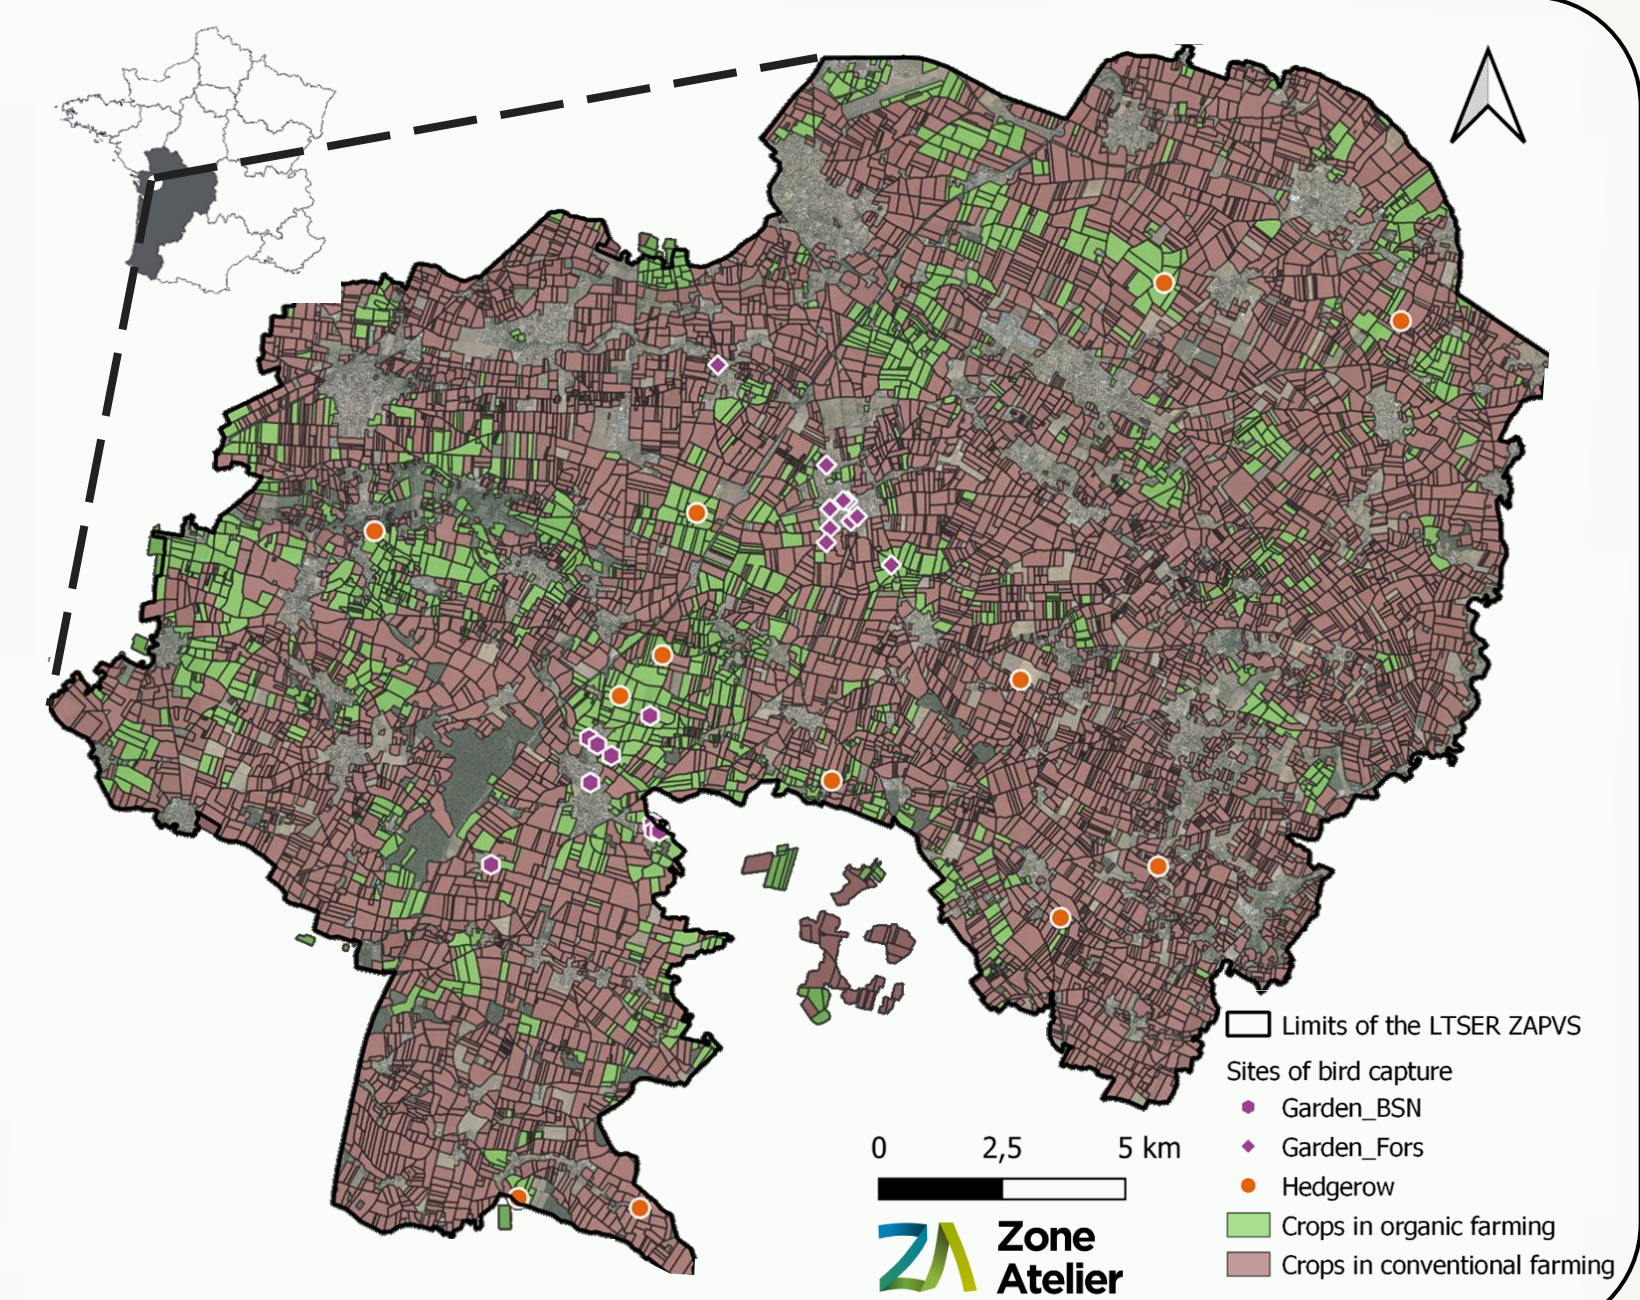 Limits of the LTSER ZAPVS
Sites of bird capture
Garden_BSN
Garden_Fors
Hedgerow
Crops in organic farming
Crops in conventional farming
0 2,5 5 km
Zone
Atelier